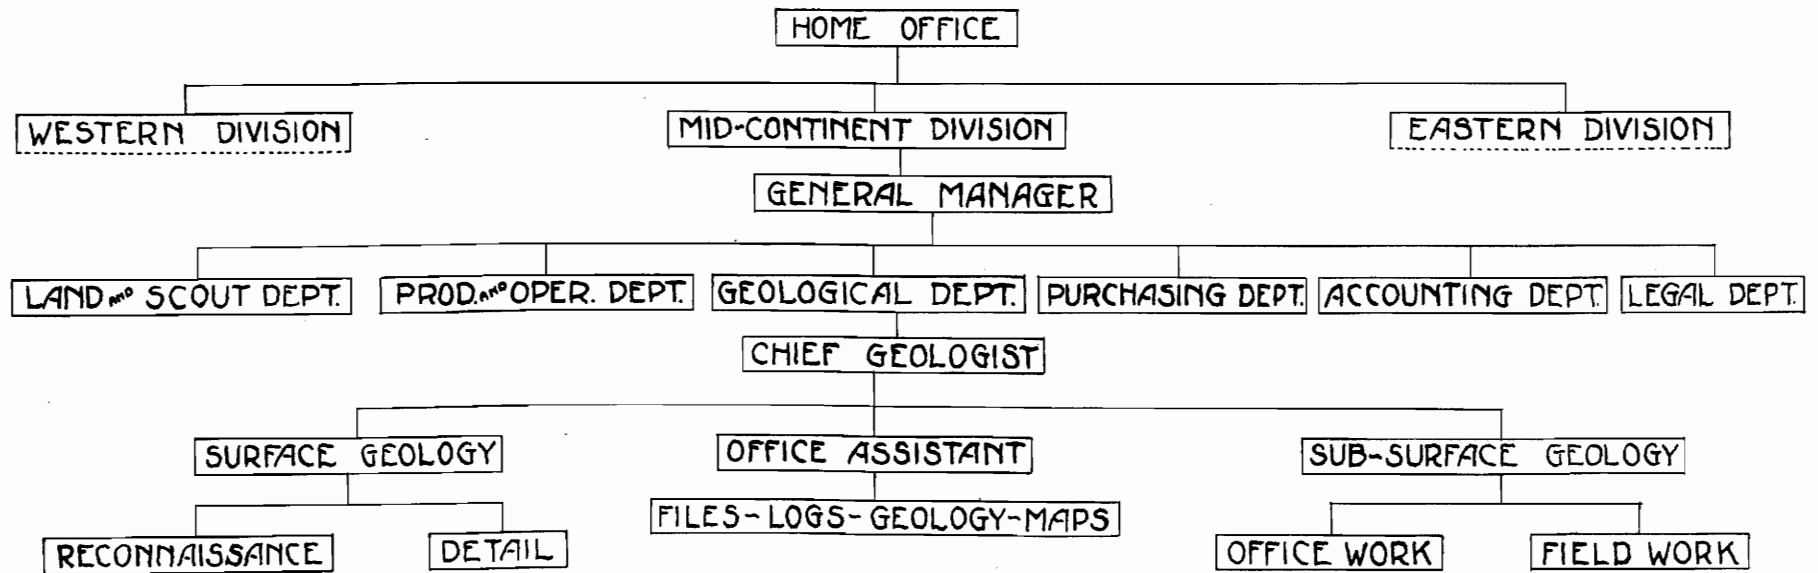 HOME OFFICE
WESTERN DIVISION
MID-CONTINENT DIVISION
EASTERN DIVISION
GENERAL MANAGER
LAND AND SCOUT DEPT.
PROD. AND OPER. DEPT.
GEOLOGICAL DEPT.
PURCHASING DEPT.
ACCOUNTING DEPT.
LEGAL DEPT.
CHIEF GEOLOGIST
SURFACE GEOLOGY
OFFICE ASSISTANT
SUB-SURFACE GEOLOGY
FILES-LOGS-GEOLOGY-MAPS
RECONNAISSANCE
DETAIL
OFFICE WORK
FIELD WORK